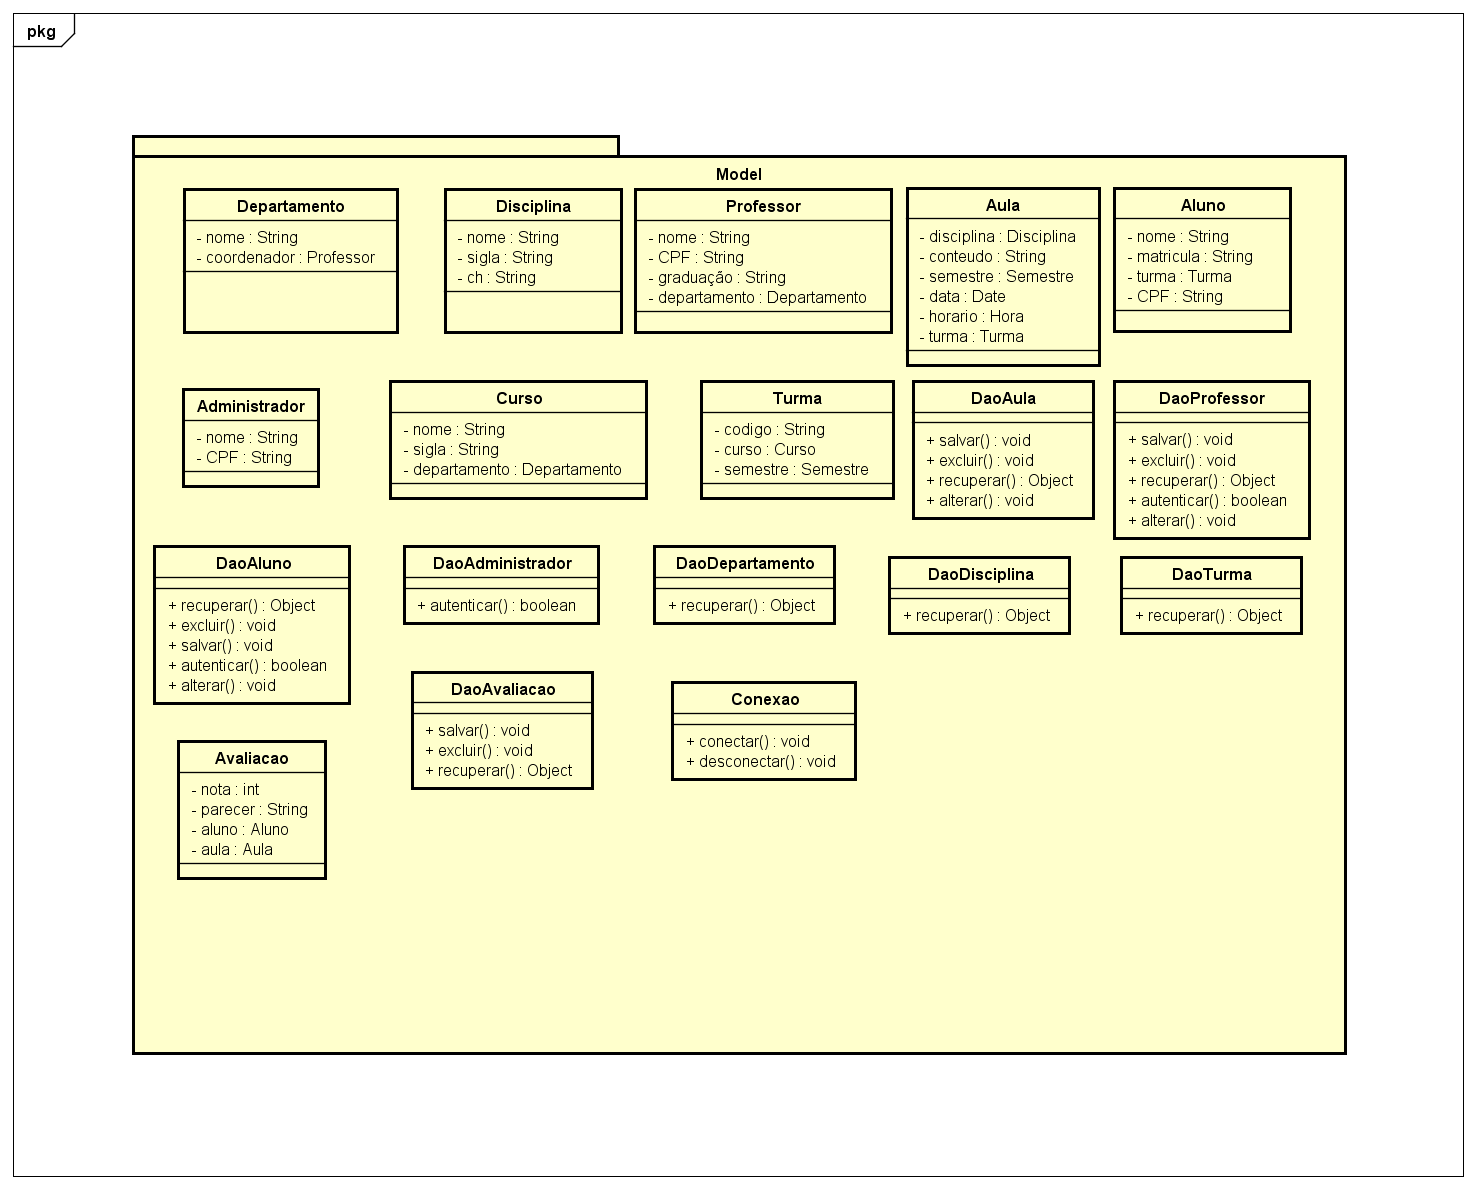 pkg
Model
Departamento
- nome : String
- coordenador : Professor
Disciplina
- nome : String
- sigla : String
- ch : String
Professor
- nome : String
- CPF : String
- graduação : String
- departamento : Departamento
Aula
- disciplina : Disciplina
- conteudo : String
- semestre : Semestre
- data : Date
- horario : Hora
- turma : Turma
Aluno
- nome : String
- matricula : String
- turma : Turma
- CPF : String
Administrador
- nome : String
- CPF : String
Curso
- nome : String
- sigla : String
- departamento : Departamento
Turma
- codigo : String
- curso : Curso
- semestre : Semestre
DaoAula
+ salvar() : void
+ excluir() : void
+ recuperar() : Object
+ alterar() : void
DaoProfessor
+ salvar() : void
+ excluir() : void
+ recuperar() : Object
+ autenticar() : boolean
+ alterar() : void
DaoAluno
+ recuperar() : Object
+ excluir() : void
+ salvar() : void
+ autenticar() : boolean
+ alterar() : void
DaoAdministrador
+ autenticar() : boolean
DaoDepartamento
+ recuperar() : Object
DaoDisciplina
+ recuperar() : Object
DaoTurma
+ recuperar() : Object
DaoAvaliacao
+ salvar() : void
+ excluir() : void
+ recuperar() : Object
Conexao
+ conectar() : void
+ desconectar() : void
Avaliacao
- nota : int
- parecer : String
- aluno : Aluno
- aula : Aula